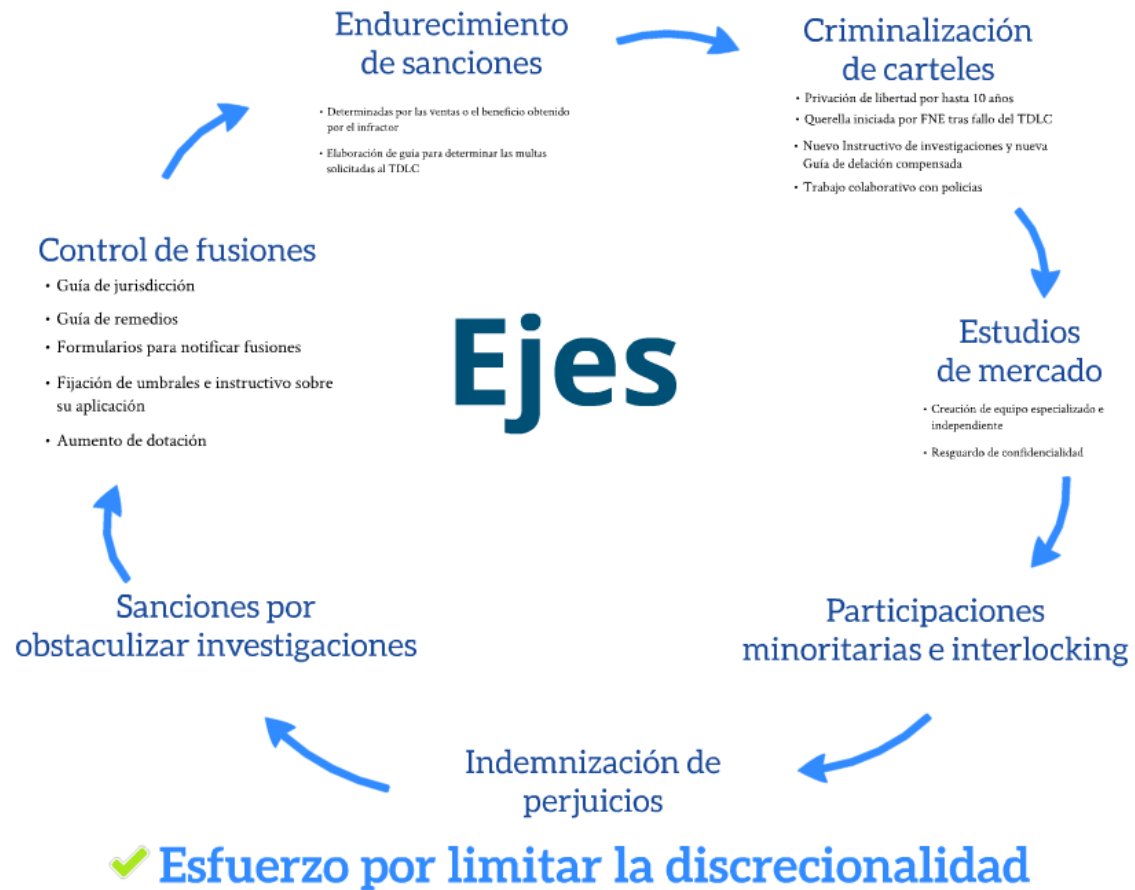 Endurecimiento
de sanciones
• Determinadas por las ventas o el beneficio obtenido
por el infractor
• Elaboración de guía para determinar las multas
solicitadas al TDLC
Criminalización
de carteles
• Privación de libertad por hasta 10 años
• Querella iniciada por FNE tras fallo del TDLC
• Nuevo Instructivo de investigaciones y nueva
Guía de delación compensada
• Trabajo colaborativo con policías
Control de fusiones
• Guía de jurisdicción
• Guía de remedios
• Formularios para notificar fusiones
• Fijación de umbrales e instructivo sobre
su aplicación
• Aumento de dotación
Ejes
Estudios
de mercado
• Creación de equipo especializado e
independiente
• Resguardo de confidencialidad
Sanciones por
obstaculizar investigaciones
Participaciones
minoritarias e interlocking
Indemnización de
perjuicios
Esfuerzo por limitar la discrecionalidad